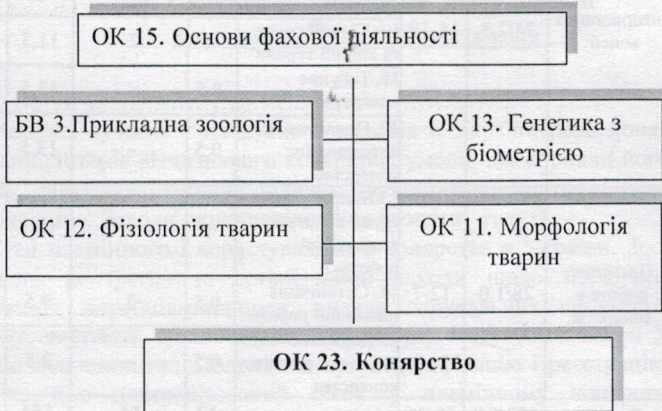 ОК 15. Основи фахової діяльності
БВ 3.Прикладна зоологія
ОК 13. Генетика з
біометрією
ОК 12. Фізіологія тварин
ОК 11. Морфологія
тварин
ОК 23. Конярство